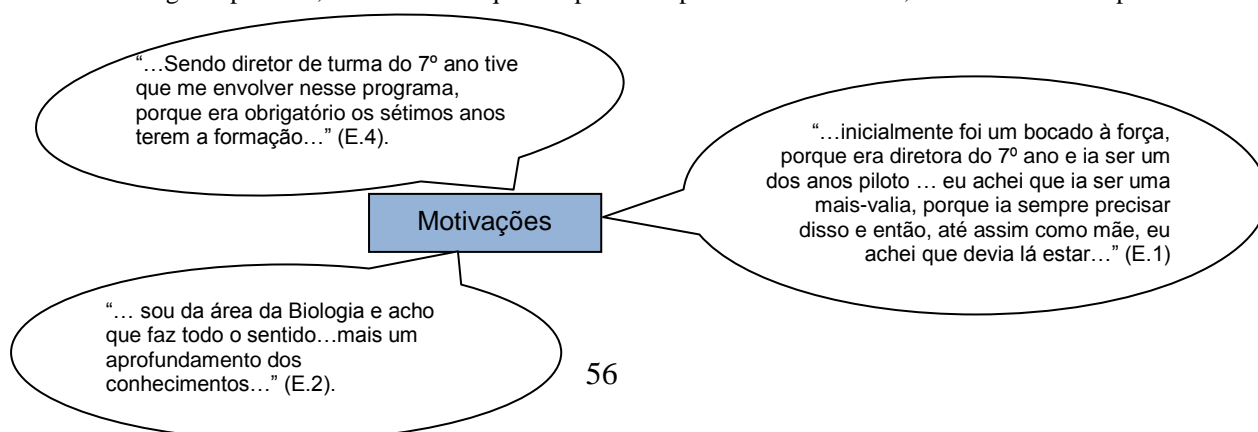 “…Sendo diretor de turma do 7º ano tive
que me envolver nesse programa,
porque era obrigatório os sétimos anos
terem a formação…” (E.4).
“…inicialmente foi um bocado à força,
porque era diretora do 7º ano e ia ser um
dos anos piloto … eu achei que ia ser uma
mais-valia, porque ia sempre precisar
disso e então, até assim como mãe, eu
achei que devia lá estar…” (E.1)
Motivações
“… sou da área da Biologia e acho
que faz todo o sentido…mais um
aprofundamento dos
conhecimentos…” (E.2).
56